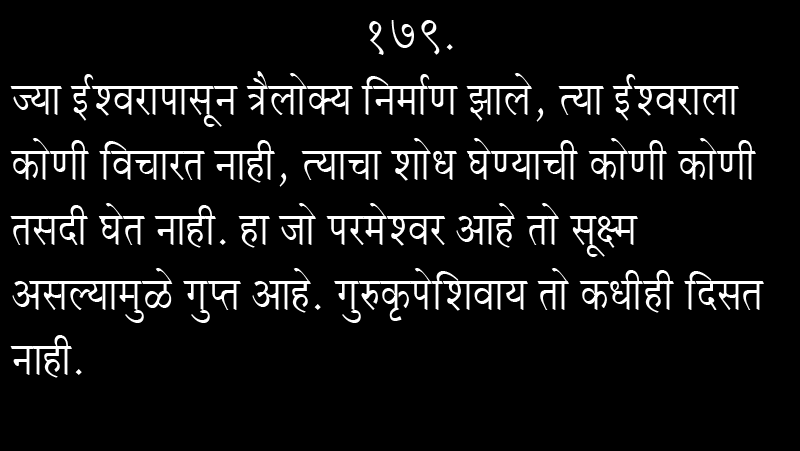 १७९.
ज्या ईश्वरापासून त्रैलोक्य निर्माण झाले, त्या ईश्वराला
कोणी विचारत नाही, त्याचा शोध घेण्याची कोणी कोणी
तसदी घेत नाही. हा जो परमेश्वर आहे तो सूक्ष्म
असल्यामुळे गुप्त आहे. गुरुकृपेशिवाय तो कधीही दिसत
नाही.